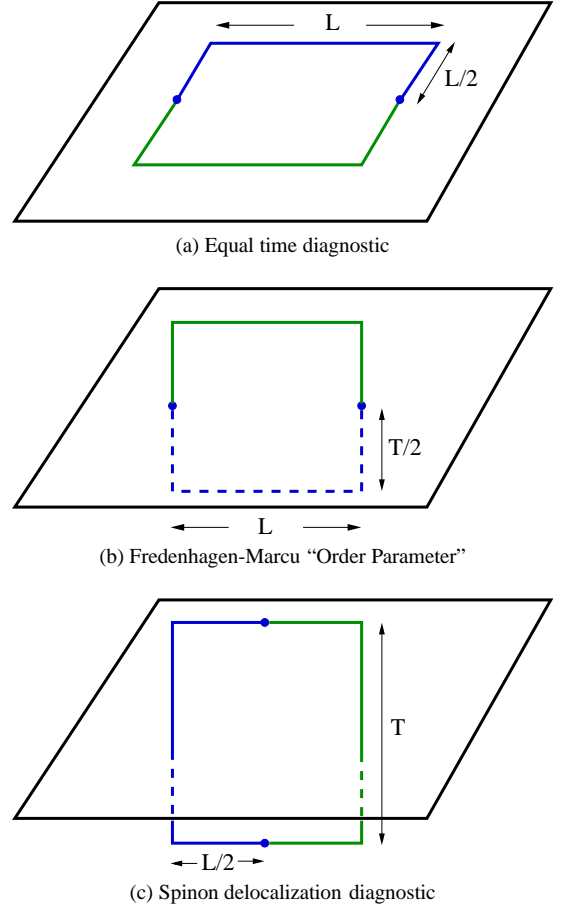 L
L/2
(a) Equal time diagnostic
T/2
L
(b) Fredenhagen-Marcu “Order Parameter”
T
L/2
(c) Spinon delocalization diagnostic